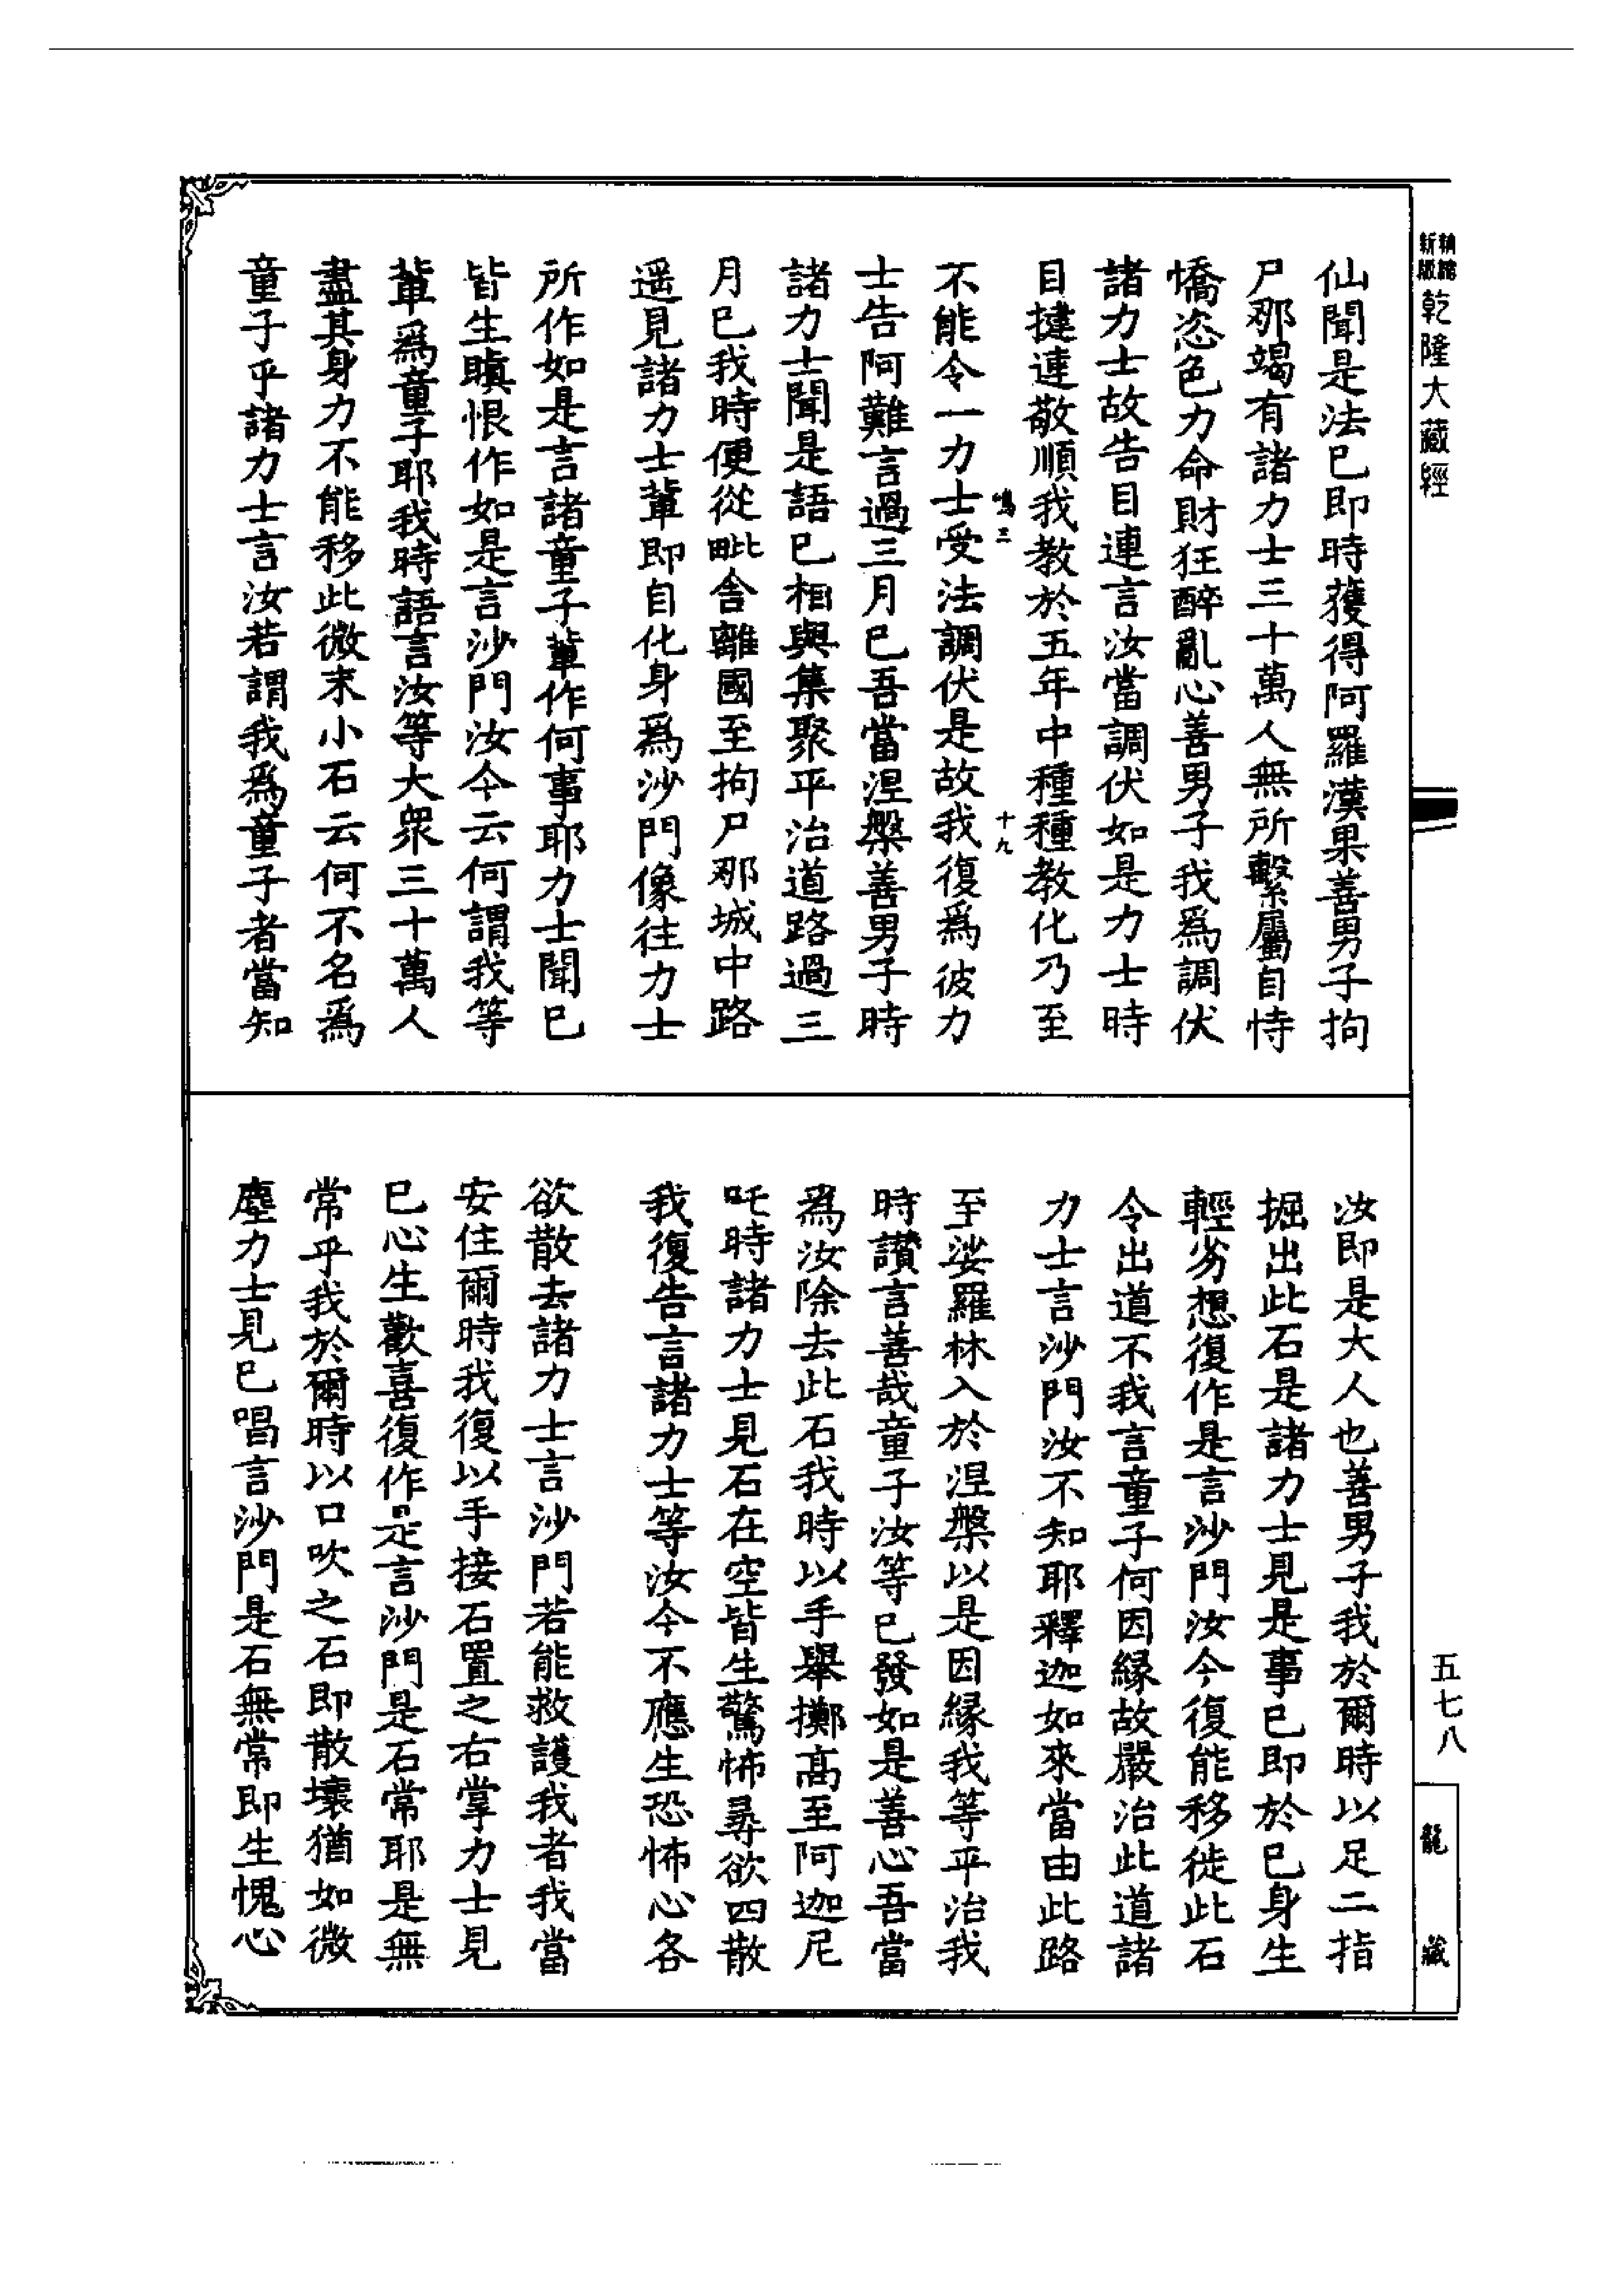 新版
精縮
乾隆大藏經
仙聞是法已即時獲得阿羅漢果善男子拘
尸那竭有諸力士三十萬人無所繫屬自恃
憍恣色力命財狂醉亂心善男子我為調伏
諸力士故告目連言汝當調伏如是力士時
目揵連敬順我教於五年中種種教化乃至
鳴三
十九
不能令一力士受法調伏是故我復為彼力
士告阿難言過三月已吾當涅槃善男子時
諸力士聞是語已相與集聚平治道路過三
月已我時便從毗舍離國至拘尸那城中路
遥見諸力士輩即自化身為沙門像往力士
所作如是言諸童子輩作何事耶力士聞已
皆生瞋恨作如是言沙門汝今云何謂我等
輩為童子耶我時語言汝等大衆三十萬人
盡其身力不能移此微末小石云何不名為
童子乎諸力士言汝若謂我為童子者當知
汝即是大人也善男子我於爾時以足二指
掘出此石是諸力士見是事已即於已身生
輕劣想復作是言沙門汝今復能移徙此石
令出道不我言童子何因緣故嚴治此道諸
力士言沙門汝不知耶釋迦如來當由此路
至娑羅林入於涅槃以是因緣我等平治我
時讚言善哉童子汝等已發如是善心吾當
為汝除去此石我時以手舉擲高至阿迦尼
吒時諸力士見石在空皆生驚怖尋欲四散
我復告言諸力士等汝今不應生恐怖心各
欲散去諸力士言沙門若能救護我者我當
安住爾時我復以手接石置之右掌力士見
已心生歡喜復作是言沙門是石常耶是無
常乎我於爾時以口吹之石即散壞猶如微
塵力士見已唱言沙門是石無常即生愧心
五七八
龍藏